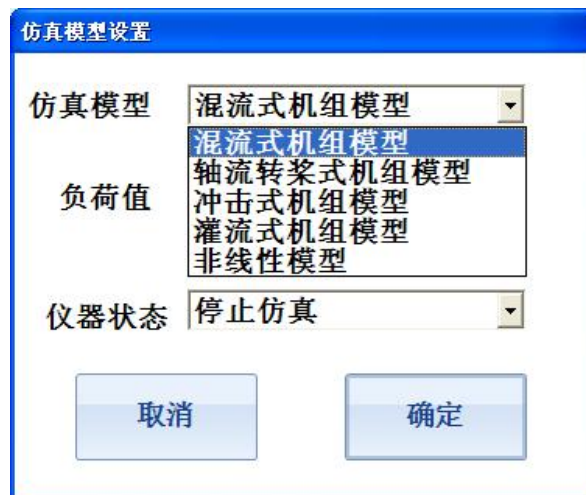 仿真模型设置
仿真模型 混流式机组模型
混流式机组模型
轴流转桨式机组模型
负荷值
冲击式机组模型
灌流式机组模型
非线性模型
仪器状态 停止仿真
取消 确定